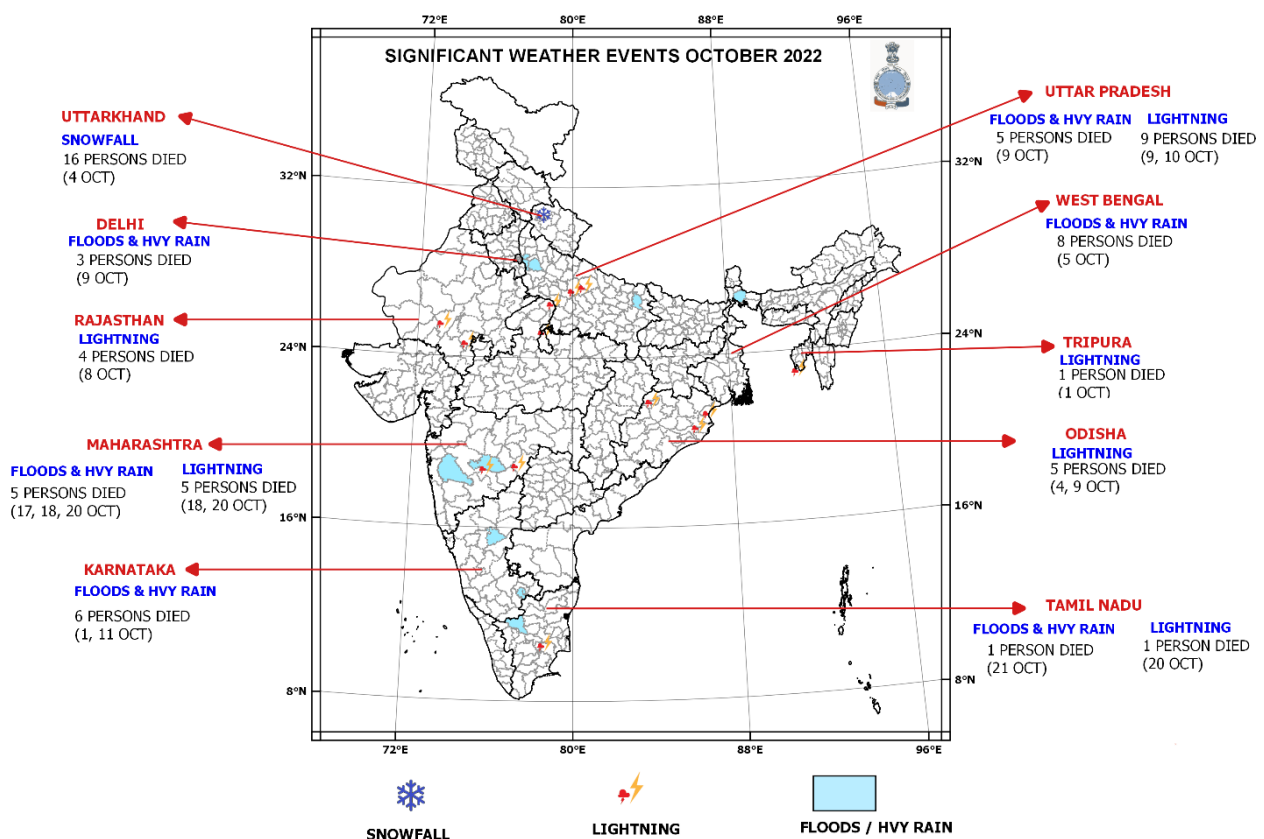 72°E 80°E 96°E
SIGNIFICANT WEATHER EVENTS OCTOBER 2022
UTTARKHAND
SNOWFALL
16 PERSONS DIED
(4 OCT)
DELHI
FLOODS & HVY RAIN
3 PERSONS DIED
(9 OCT)
RAJASTHAN
LIGHTNING
4 PERSONS DIED
(8 OCT)
MAHARASHTRA
FLOODS & HVY RAIN
5 PERSONS DIED
(17, 18, 20 OCT)
LIGHTNING
5 PERSONS DIED
(18, 20 OCT)
KARNATAKA
FLOODS & HVY RAIN
6 PERSONS DIED
(1, 11 OCT)
UTTAR PRADESH
FLOODS & HVY RAIN
5 PERSONS DIED
(9 OCT)
LIGHTNING
9 PERSONS DIED
(9, 10 OCT)
WEST BENGAL
FLOODS & HVY RAIN
8 PERSONS DIED
(5 OCT)
TRIPURA
LIGHTNING
1 PERSON DIED
(1 OCT)
ODISHA
LIGHTNING
5 PERSONS DIED
(4, 9 OCT)
TAMIL NADU
FLOODS & HVY RAIN
1 PERSON DIED
(21 OCT)
LIGHTNING
1 PERSON DIED
(20 OCT)
32°N
24°N
16°N
8°N
32°N
24°N
16°N
8°N
72°E 80°E 88°E 96°E
SNOWFALL
LIGHTNING
FLOODS / HVY RAIN